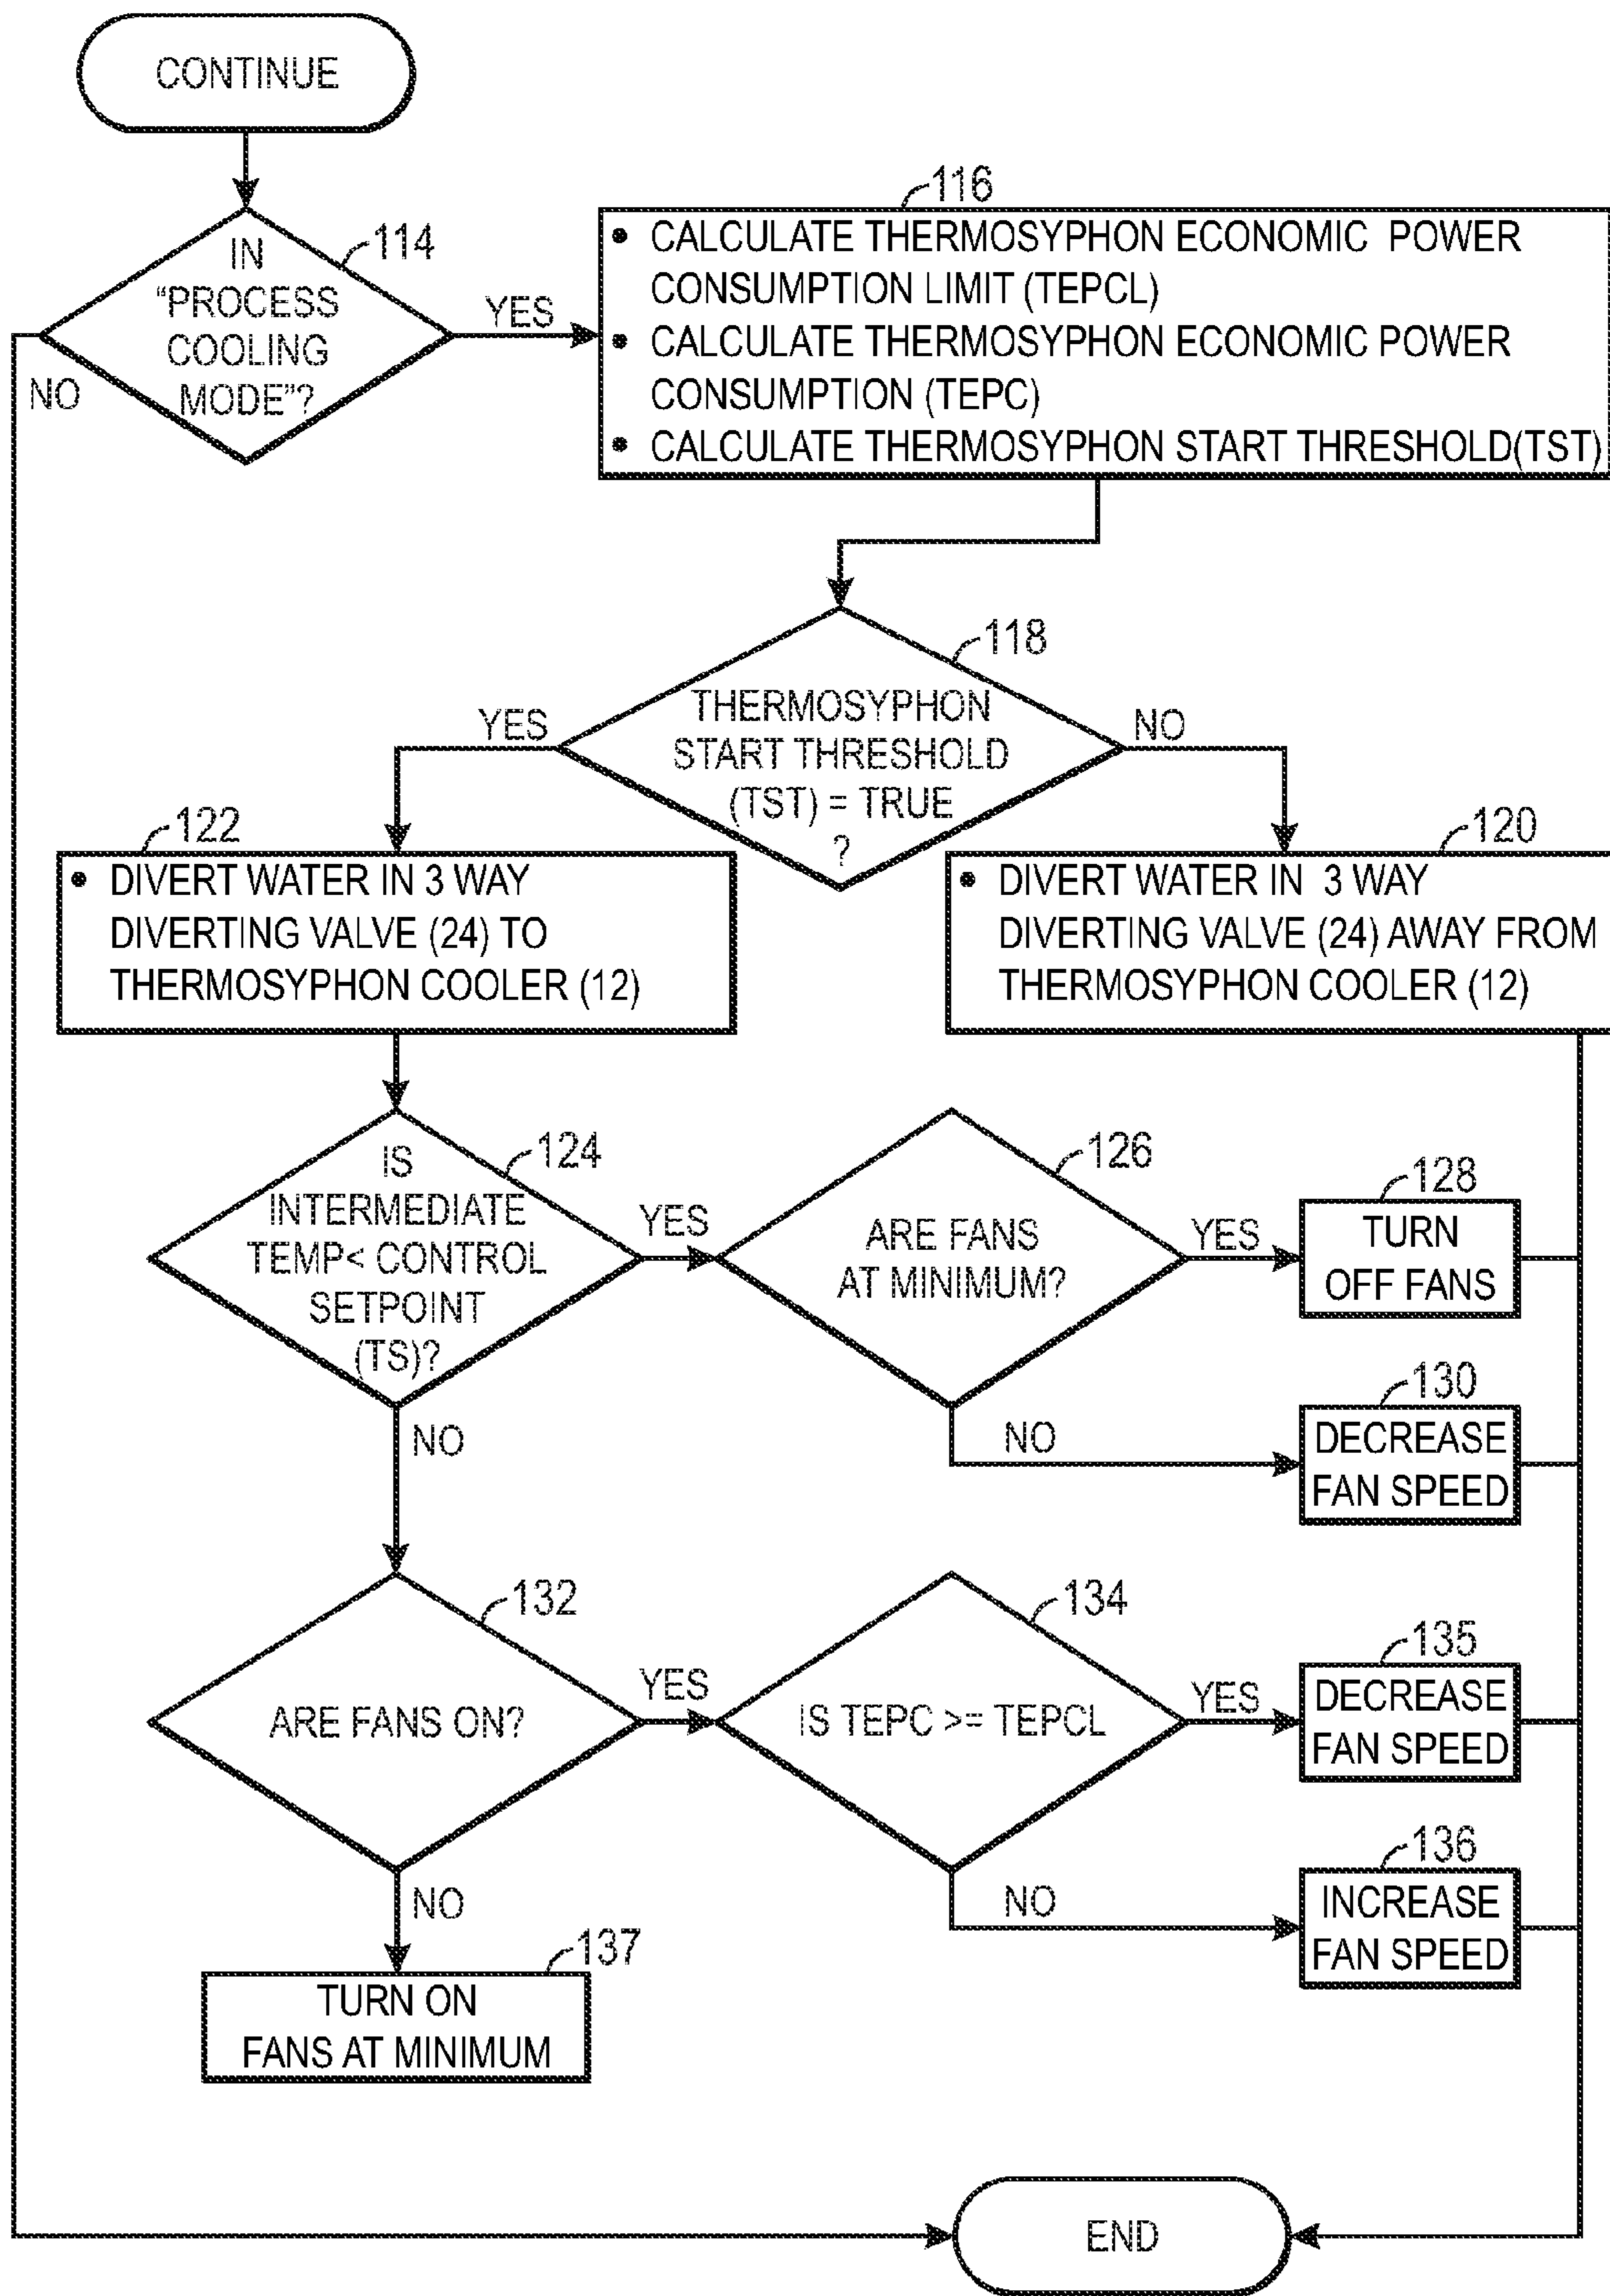 CONTINUE
116
114
IN
“PROCESS
COOLING
MODE”?
YES
NO
• CALCULATE THERMOSYPHON ECONOMIC POWER
CONSUMPTION LIMIT (TEPCL)
• CALCULATE THERMOSYPHON ECONOMIC POWER
CONSUMPTION (TEPC)
• CALCULATE THERMOSYPHON START THRESHOLD(TST)
118
THERMOSYPHON
START THRESHOLD
(TST) = TRUE
?
YES
NO
122
• DIVERT WATER IN 3 WAY
DIVERTING VALVE (24) TO
THERMOSYPHON COOLER (12)
120
• DIVERT WATER IN 3 WAY
DIVERTING VALVE (24) AWAY FROM
THERMOSYPHON COOLER (12)
124
IS
INTERMEDIATE
TEMP< CONTROL
SETPOINT
(TS)?
YES
NO
126
ARE FANS
AT MINIMUM?
YES
NO
128
TURN
OFF FANS
130
DECREASE
FAN SPEED
132
ARE FANS ON?
YES
NO
134
IS TEPC >= TEPCL
YES
NO
135
DECREASE
FAN SPEED
136
INCREASE
FAN SPEED
137
TURN ON
FANS AT MINIMUM
END